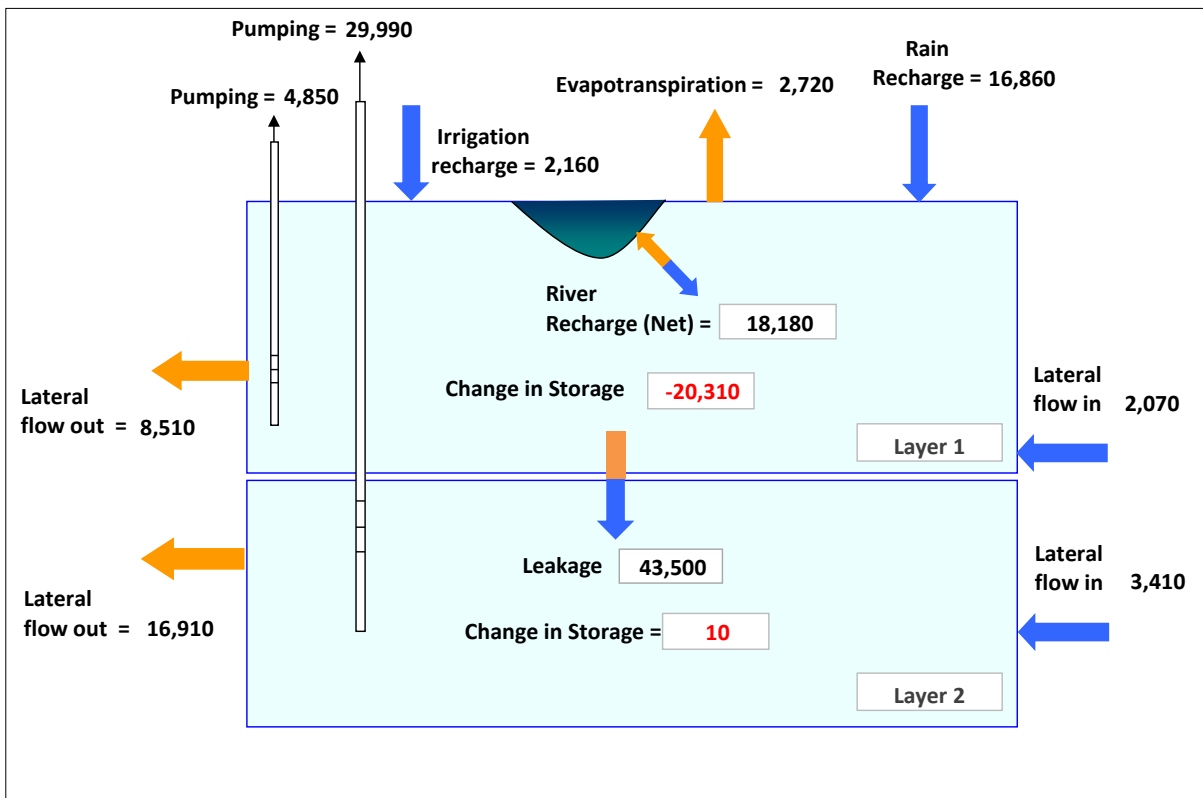 Pumping = 29,990
Pumping = 4,850
Evapotranspiration = 2,720
Rain
Recharge = 16,860
Irrigation
recharge = 2,160
River
Recharge (Net) = 18,180
Change in Storage -20,310
Lateral
flow out = 8,510
Lateral
flow in 2,070
Layer 1
Leakage 43,500
Lateral
flow in 3,410
Lateral
flow out = 16,910
Change in Storage = 10
Layer 2